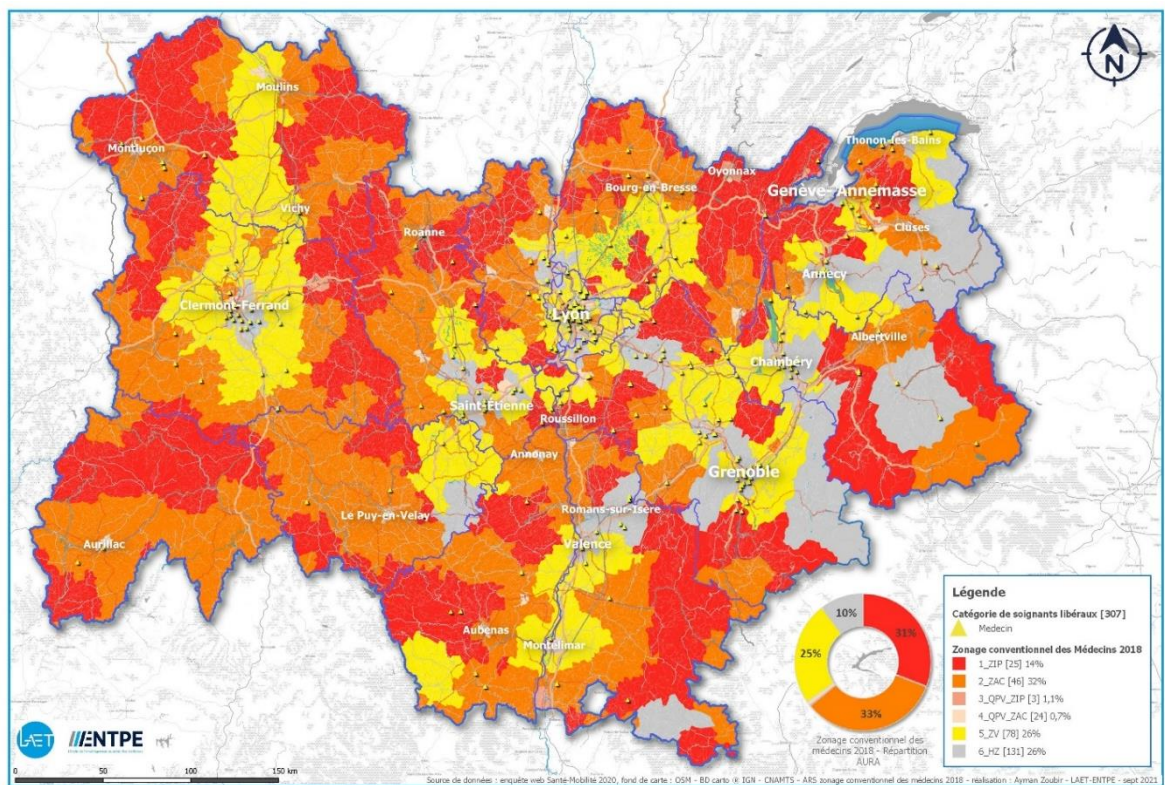 N
Moulins
Montluçon
Thonon-les-Bains
Oyonnax
Bourg-en-Bresse
Genève- Annemasse
Vichy
Roanne
Cluses
Annecy
Clermont-Ferrand
Lyon
Albertville
Chambéry
Saint-Étienne
Roussillon
Annonay
Grenoble
Le Puy-en-Velay
Romans-sur-Isère
Valence
Aurillac
Aubenas
Montélimar
10%
31%
25%
33%
Zonage conventionnel des
médecins 2018 - Répartition
AURA
Légende
Catégorie de soignants libéraux [307]
Medecin
Zonage conventionnel des Médecins 2018
1_ZIP [25] 14%
2_ZAC [46] 32%
3_QPV_ZIP [3] 1,1%
4_QPV_ZAC [24] 0,7%
5_ZV [78] 26%
6_HZ [131] 26%
LAET
ENTPE
0 50 100 150 km
Source de données : enquête web Santé-Mobilité 2020, fond de carte : OSM - BD carto ® IGN - CNAMTS - ARS zonage conventionnel des médecins 2018 - réalisation : Ayman Zoubir - LAET-ENTPE - sept 2021